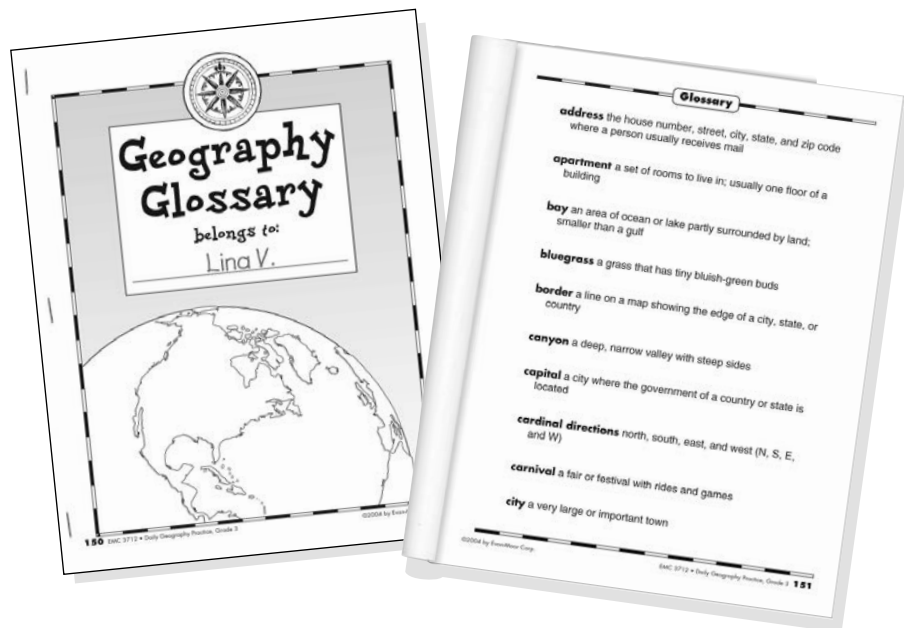 Geography
Glossary
belongs to:
Lina V.
150 EMC 3712 • Daily Geography Practice, Grade 3
Glossary
address the house number, street, city, state, and zip code
where a person usually receives mail
apartment a set of rooms to live in; usually one floor of a
building
bay an area of ocean or lake partly surrounded by land;
smaller than a gulf
bluegrass a grass that has tiny bluish-green buds
border a line on a map showing the edge of a city, state, or
country
canyon a deep, narrow valley with steep sides
capital a city where the government of a country or state is
located
cardinal directions north, south, east, and west (N, S, E,
and W)
carnival a fair or festival with rides and games
city a very large or important town
©2004 by Evan-Moor Corp.
EMC 3712 • Daily Geography Practice, Grade 3 151